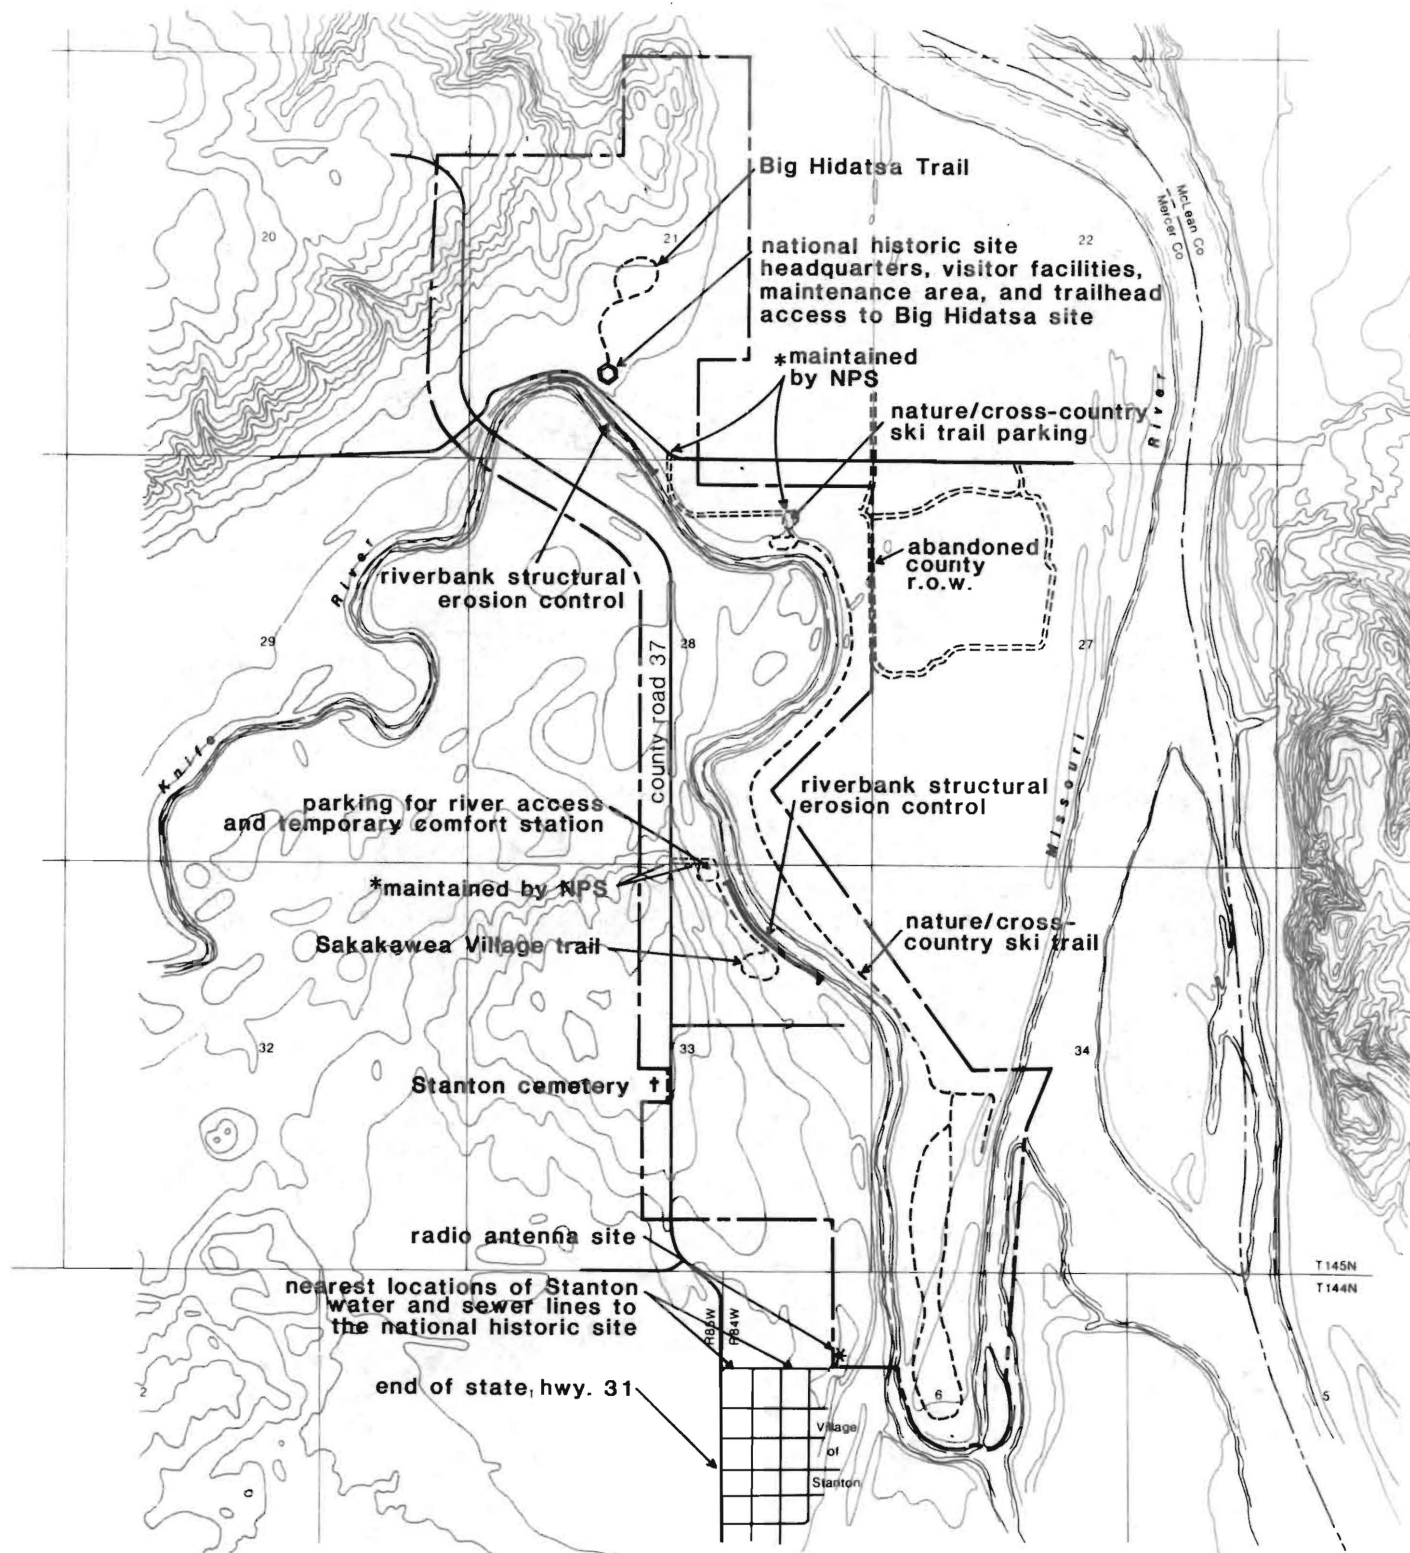 Big Hidatsa Trail
McLean Co
Mercer Co
20
21
22
national historic site
headquarters, visitor facilities,
maintenance area, and trailhead
access to Big Hidatsa site
*maintained
by NPS
nature/cross-country
ski trail parking
River
River
abandoned
county
r.o.w.
riverbank structural
erosion control
29
28
27
county road 37
Knife
Missouri
riverbank structural
erosion control
parking for river access
and temporary comfort station
*maintained by NPS
nature/cross-
country ski trail
Sakakawea Village trail
32
33
34
Stanton cemetery
radio antenna site
T145N
T144N
nearest locations of Stanton
water and sewer lines to
the national historic site
R85W
R84W
*
end of state hwy. 31
2
6
5
Village
of
Stanton